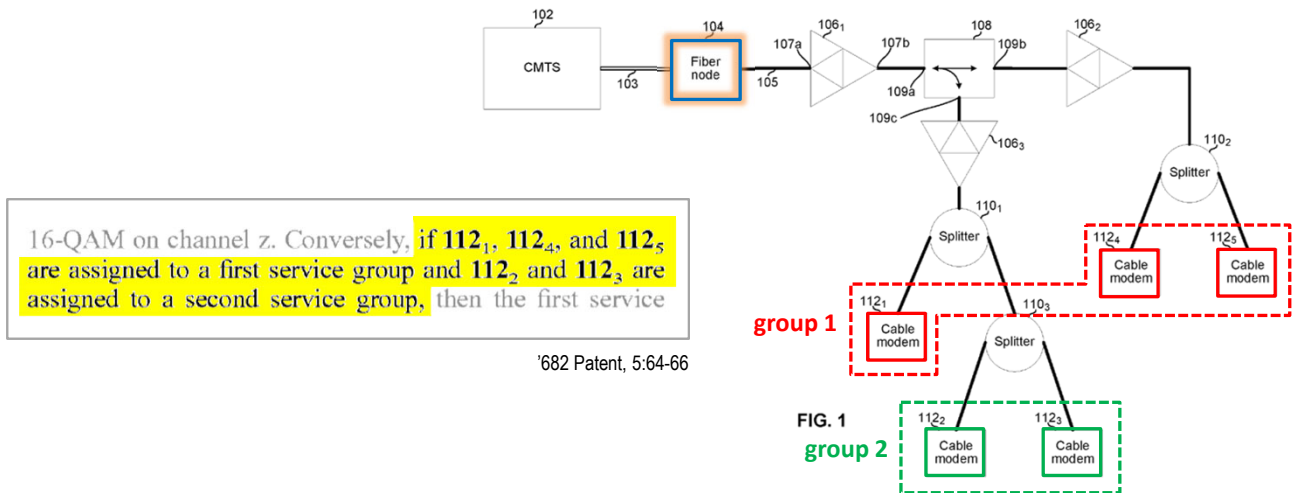 102
CMTS
103
104
Fiber
node
105
107a
106₁
107b
108
109a
109b
109c
106₂
106₃
110₂
Splitter
110₁
Splitter
16-QAM on channel z. Conversely, if 112₁, 112₄, and 112₅
are assigned to a first service group and 112₂ and 112₃ are
assigned to a second service group, then the first service
’682 Patent, 5:64-66
112₄
Cable
modem
112₅
Cable
modem
group 1
112₁
Cable
modem
110₃
Splitter
FIG. 1
group 2
112₂
Cable
modem
112₃
Cable
modem